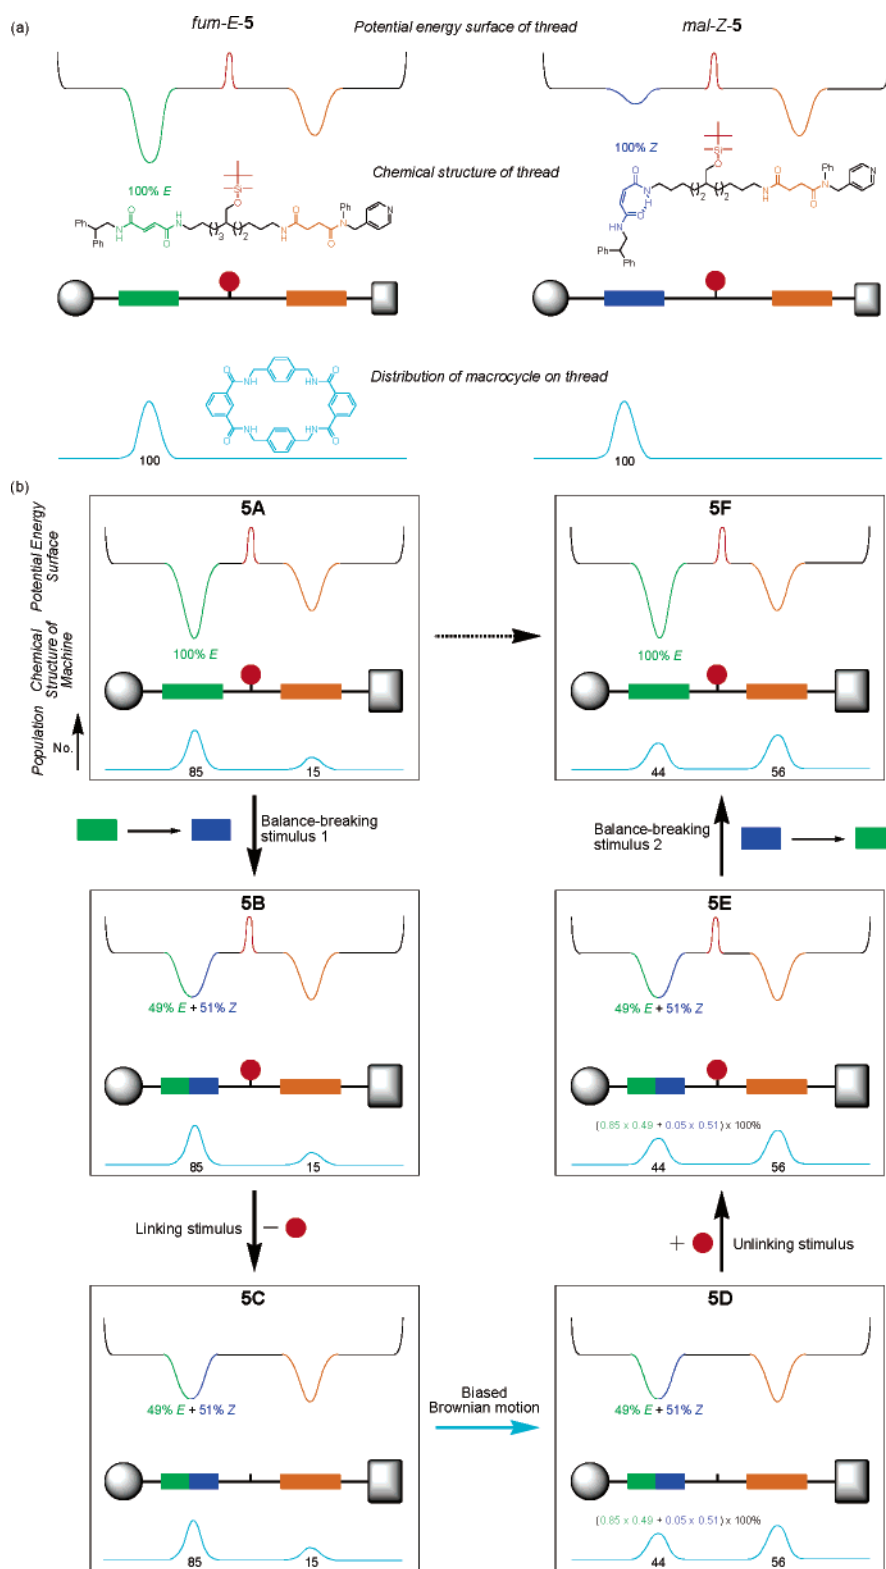 (a)
fum-E-5
Potential energy surface of thread
mal-Z-5
100% E
Chemical structure of thread
100% Z
Ph
Ph
N
H
O
O
HN
Si
O
( )3 ( )2
N
H
O
O
Ph
N
N
O
N
H
O
HN
Ph
Ph
Si
O
( )2 ( )2
N
H
O
O
Ph
N
N
Distribution of macrocycle on thread
O
NH
HN
O
O
NH
HN
O
100
100
(b)
5A
5F
Potential Energy Surface
Chemical Structure of Machine
Population
No.
100% E
100% E
85
15
44
56
Balance-breaking stimulus 1
Balance-breaking stimulus 2
5B
5E
49% E + 51% Z
49% E + 51% Z
(0.85 x 0.49 + 0.05 x 0.51) x 100%
85
15
44
56
Linking stimulus −
+ Unlinking stimulus
5C
5D
49% E + 51% Z
Biased Brownian motion
49% E + 51% Z
(0.85 x 0.49 + 0.05 x 0.51) x 100%
85
15
44
56